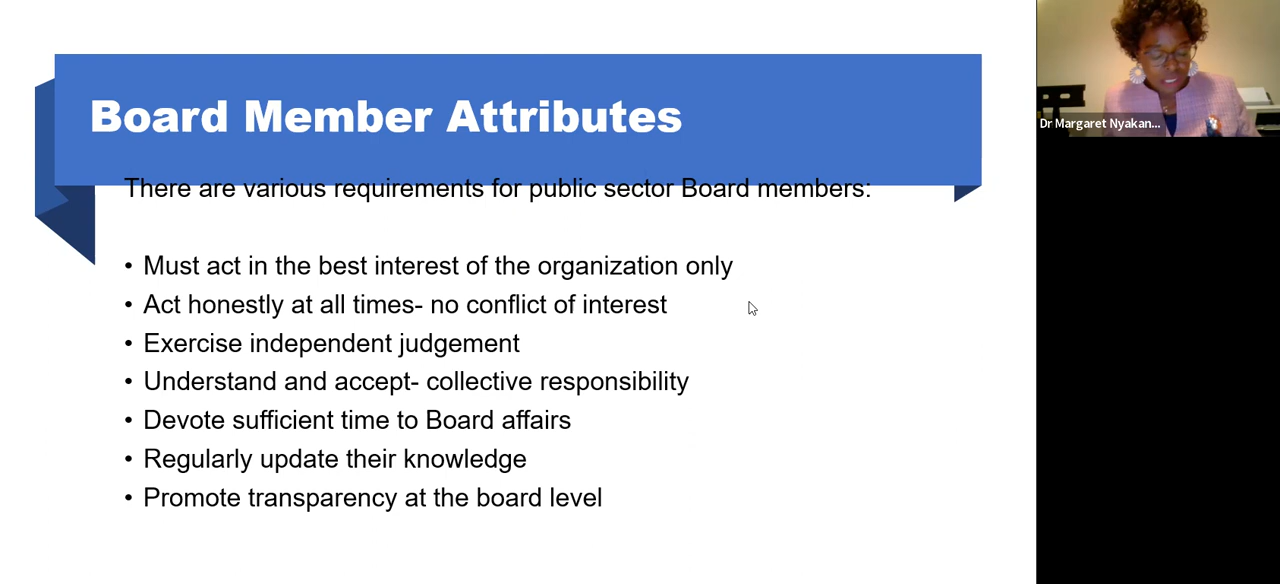 Board Member Attributes
There are various requirements for public sector Board members:
• Must act in the best interest of the organization only
• Act honestly at all times- no conflict of interest
• Exercise independent judgement
• Understand and accept- collective responsibility
• Devote sufficient time to Board affairs
• Regularly update their knowledge
• Promote transparency at the board level
Dr Margaret Nyakan...